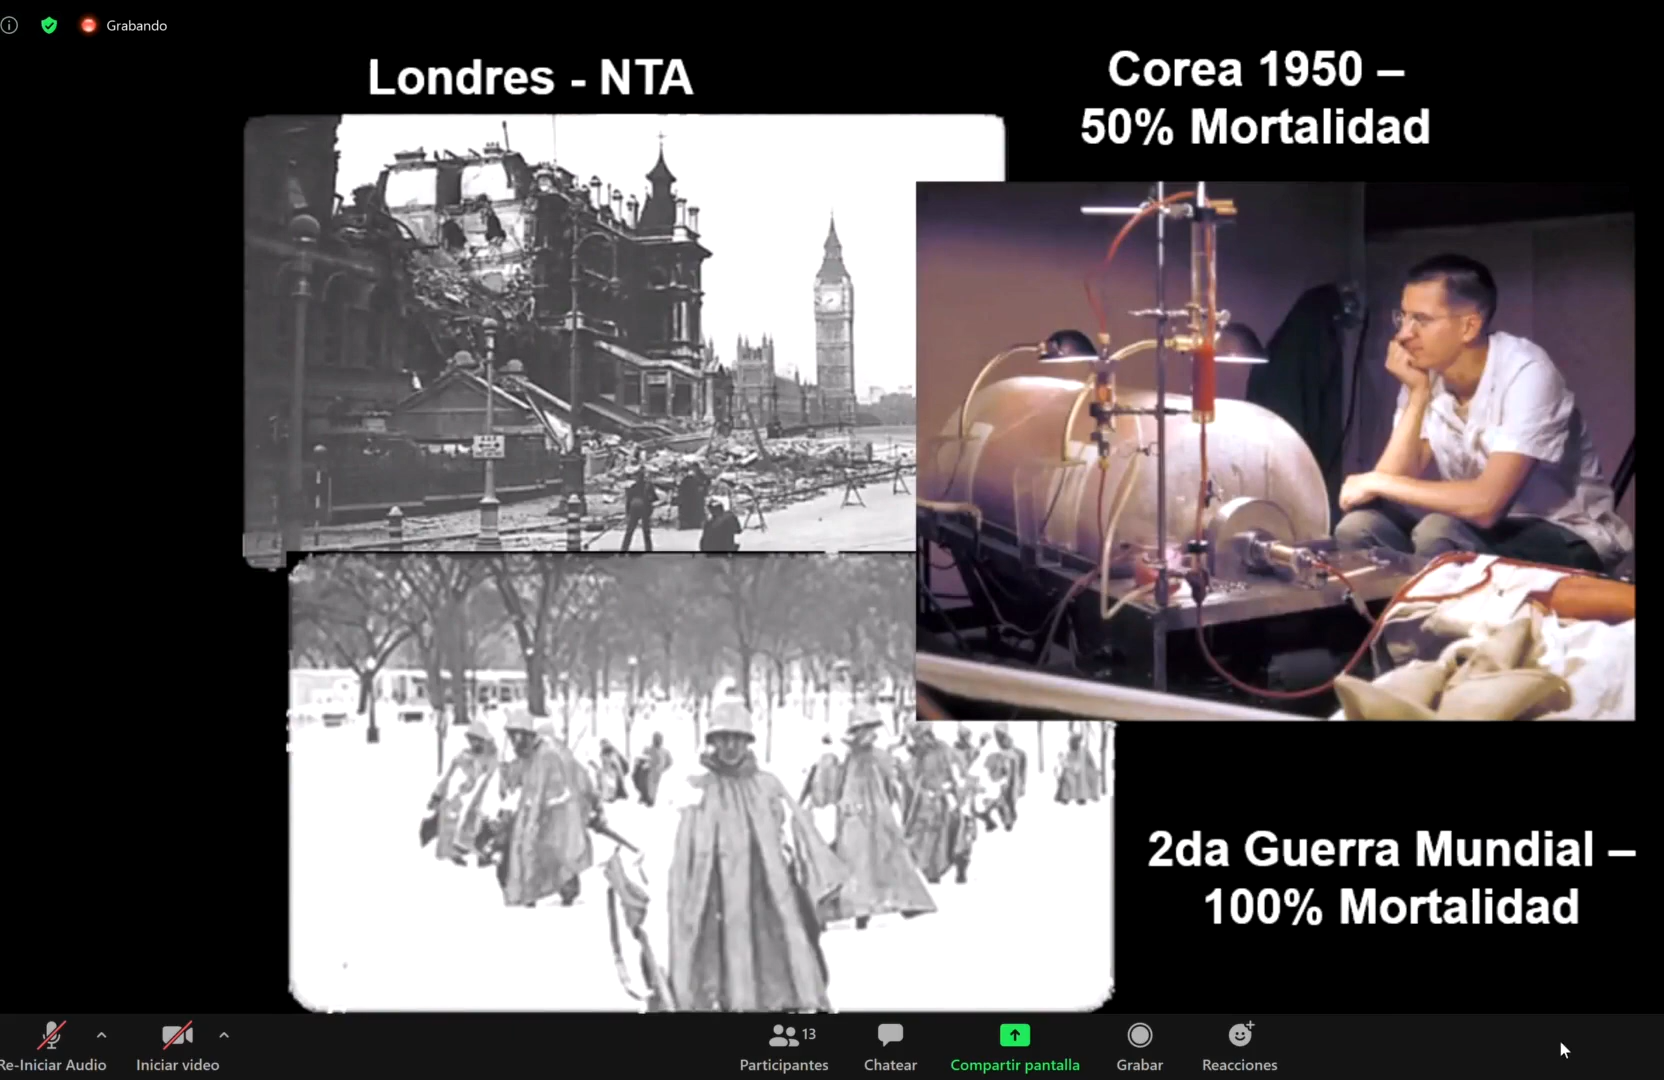 Grabando
Londres - NTA
Corea 1950 –
50% Mortalidad
2da Guerra Mundial –
100% Mortalidad
Re-Iniciar Audio
Iniciar video
13
Participantes
Chatear
Compartir pantalla
Grabar
Reacciones